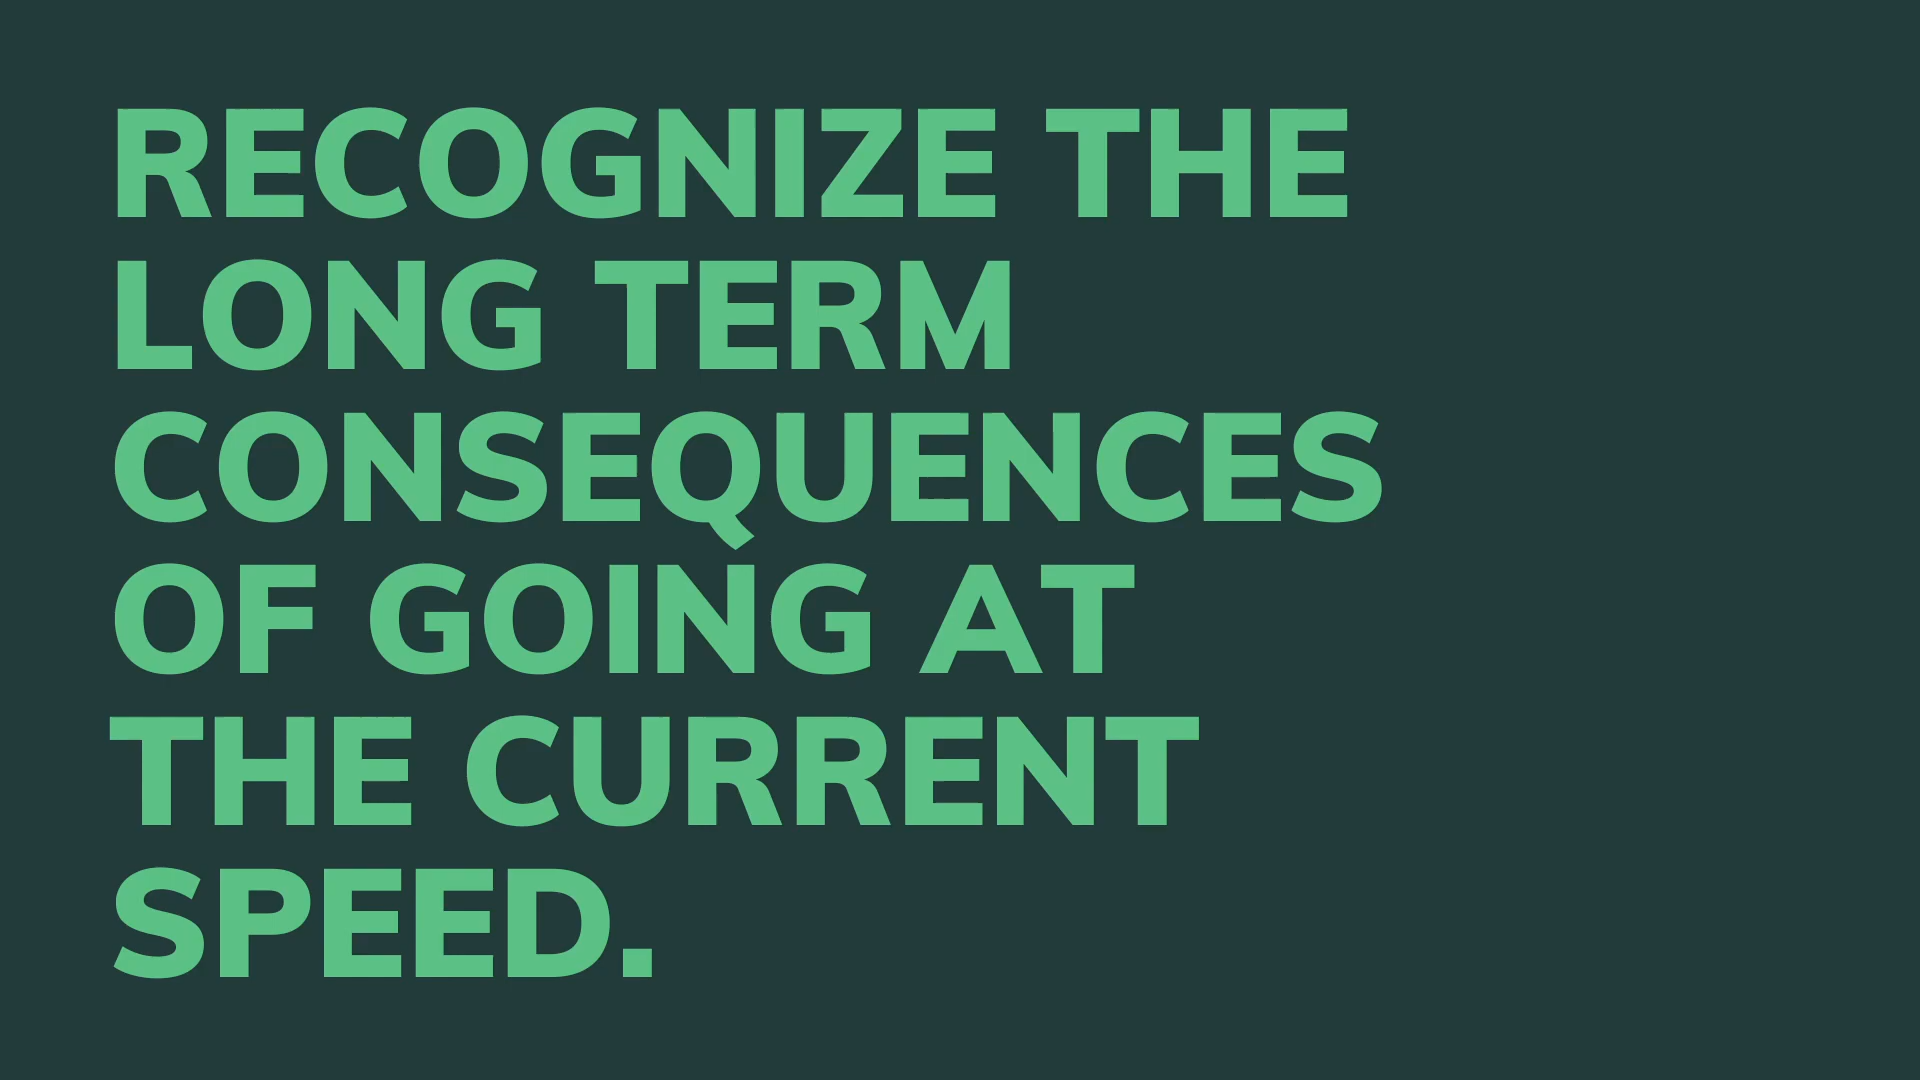 RECOGNIZE THE
LONG TERM
CONSEQUENCES
OF GOING AT
THE CURRENT
SPEED.